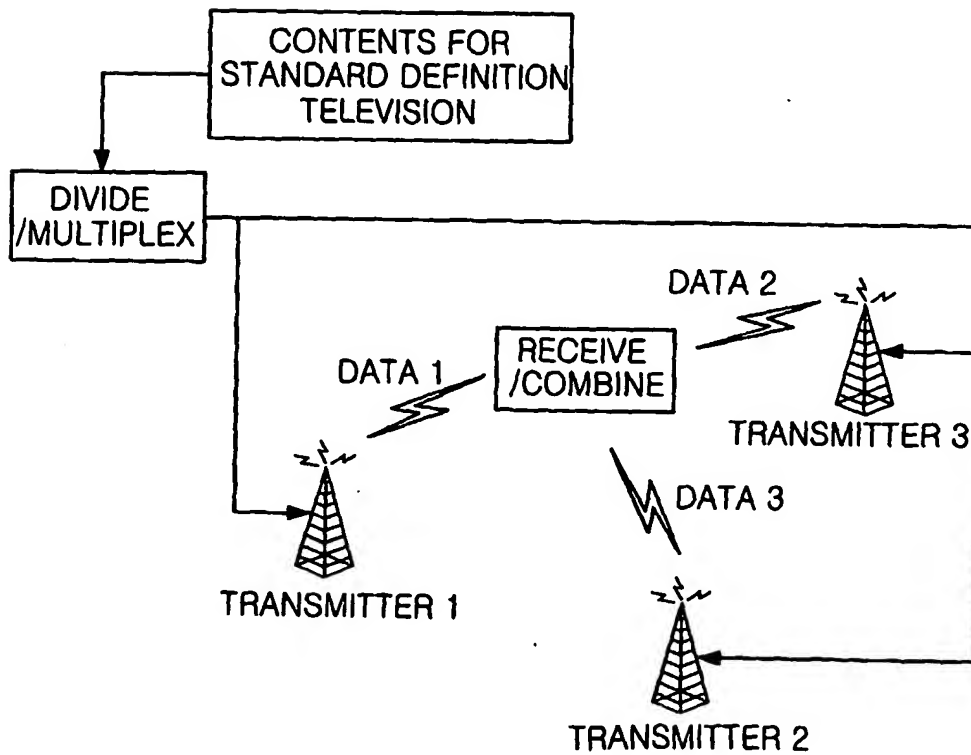 CONTENTS FOR
STANDARD DEFINITION
TELEVISION
DIVIDE
/MULTIPLEX
DATA 2
RECEIVE
/COMBINE
DATA 1
TRANSMITTER 3
DATA 3
TRANSMITTER 1
TRANSMITTER 2